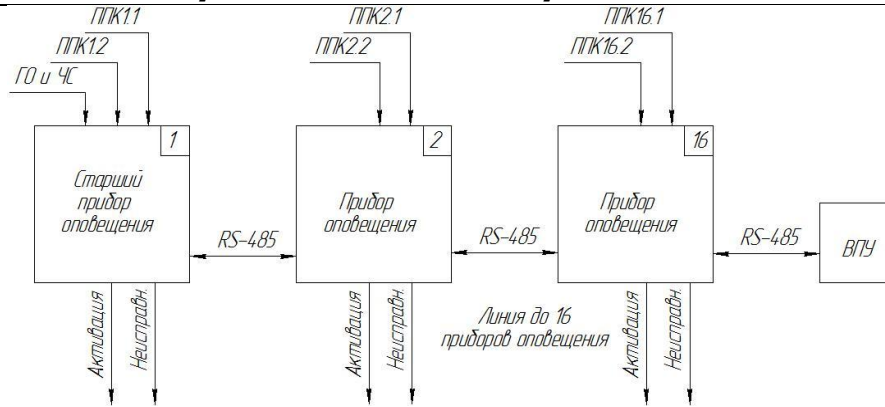 ППК1.1
ППК1.2
ГО и ЧС
1
Старший
прибор
оповещения
Активация
Неисправн.
RS-485
ППК2.1
ППК2.2
2
Прибор
оповещения
Активация
Неисправн.
RS-485
Линия до 16
приборов оповещения
ППК16.1
ППК16.2
16
Прибор
оповещения
Активация
Неисправн.
RS-485
ВПУ